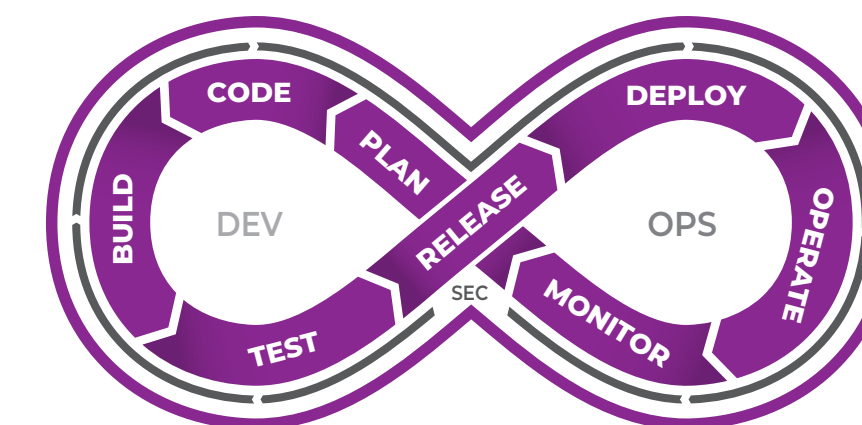 CODE
DEPLOY
PLAN
BUILD
DEV
RELEASE
OPS
OPERATE
SEC
MONITOR
TEST